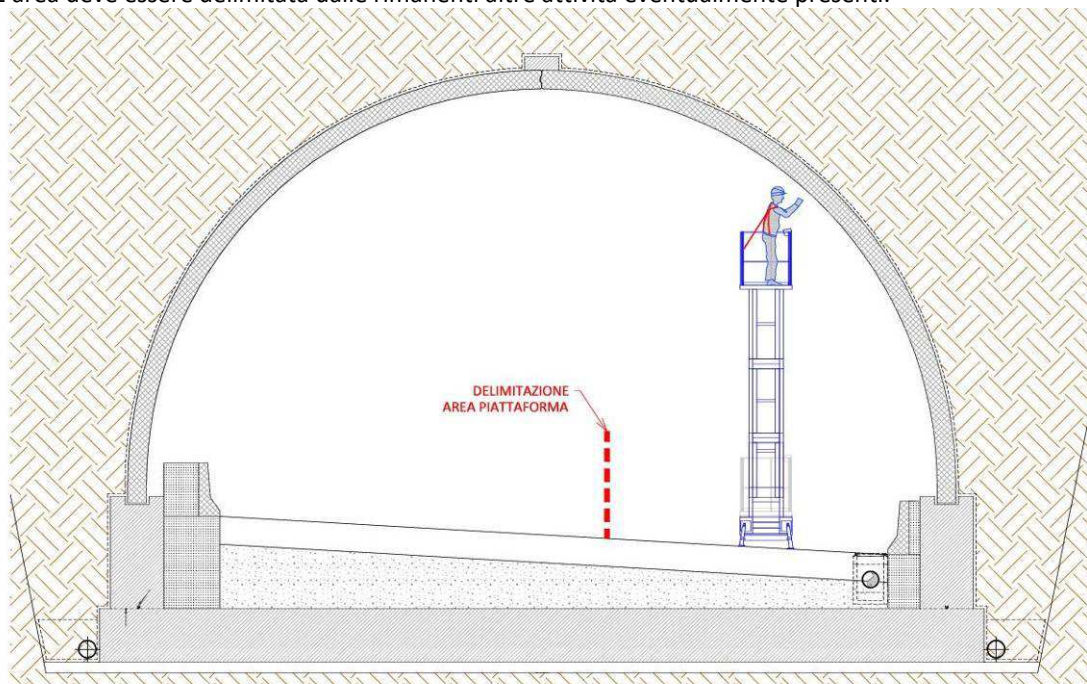 area deve essere delimitata dalle rimanenti altre attività eventualmente presenti.
DELIMITAZIONE
AREA PIATTAFORMA